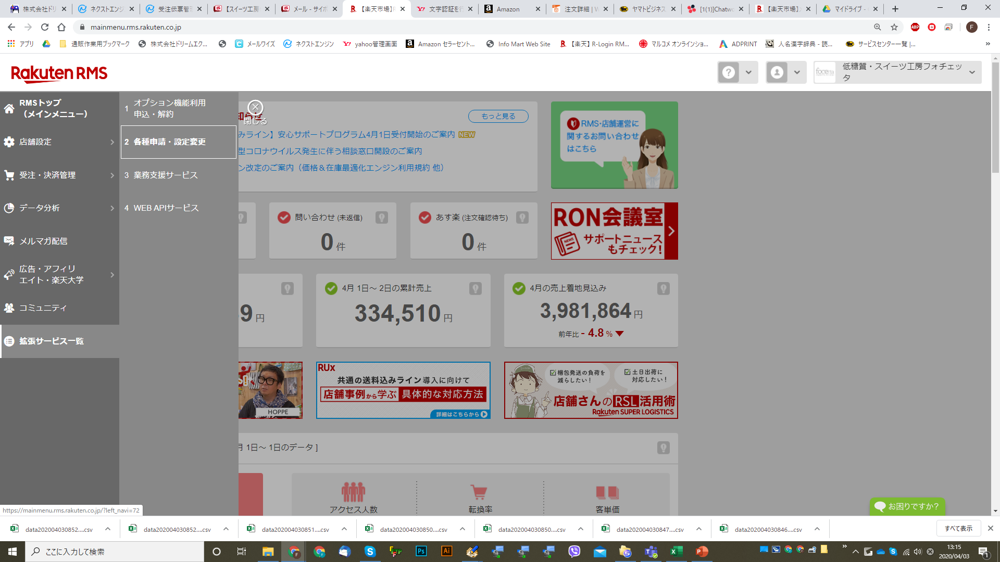 株式会社ドリ
ネクストエンジ
受注伝票管理
【スイーツ工房
メール - サイボ
【楽天市場】R
文字認証を行
Amazon
注文詳細 | W
ヤマトビジネス
[1(1)]Chatwo
【楽天市場】
マイドライブ -
mainmenu.rms.rakuten.co.jp
アプリ
通販作業用ブックマーク
株式会社ドリームエク...
メールワイズ
ネクストエンジン
yahoo管理画面
Amazon セラーセント...
Info Mart Web Site
【楽天】R-Login RM...
マルコメ オンラインショ...
ADPRINT
人名漢字辞典 - 読...
サービスセンター一覧 |...
Rakuten RMS
低糖質・スイーツ工房フォチェッ
タ
RMSトップ
（メインメニュー）
店舗設定
受注・決済管理
データ分析
メルマガ配信
広告・アフィリ
エイト・楽天大学
コミュニティ
拡張サービス一覧
1 オプション機能利用
申込・解約
2 各種申請・設定変更
3 業務支援サービス
4 WEB APIサービス
閉じる
もっと見る
みライン】安心サポートプログラム4月1日受付開始のご案内 NEW
型コロナウイルス発生に伴う相談窓口開設のご案内
ン改定のご案内（価格＆在庫最適化エンジン利用規約 他）
RMS・店舗運営に
関するお問い合わせ
はこちら
問い合わせ (未返信)
0 件
あす楽 (注文確認待ち)
0 件
RON会議室
NEWS
サポートニュース
もチェック!
9 円
4月 1日～ 2日の累計売上
334,510 円
4月の売上着地見込み
3,981,864 円
前年比 - 4.8 %
HOPPE
RUx
共通の送料込みライン導入に向けて
店舗事例から学ぶ 具体的な対応方法
詳細はこちらから
梱包発送の負荷を
減らしたい！
土日出荷に
対応したい！
店舗さんのRSL活用術
Rakuten SUPER LOGISTICS
月 1日～ 1日のデータ ]
アクセス人数
転換率
客単価
お困りですか？
https://mainmenu.rms.rakuten.co.jp/?left_navi=72
data202004030852....csv
data202004030852....csv
data202004030851....csv
data202004030850....csv
data202004030850....csv
data202004030847....csv
data202004030846....csv
すべて表示
ここに入力して検索
13:15
2020/04/03